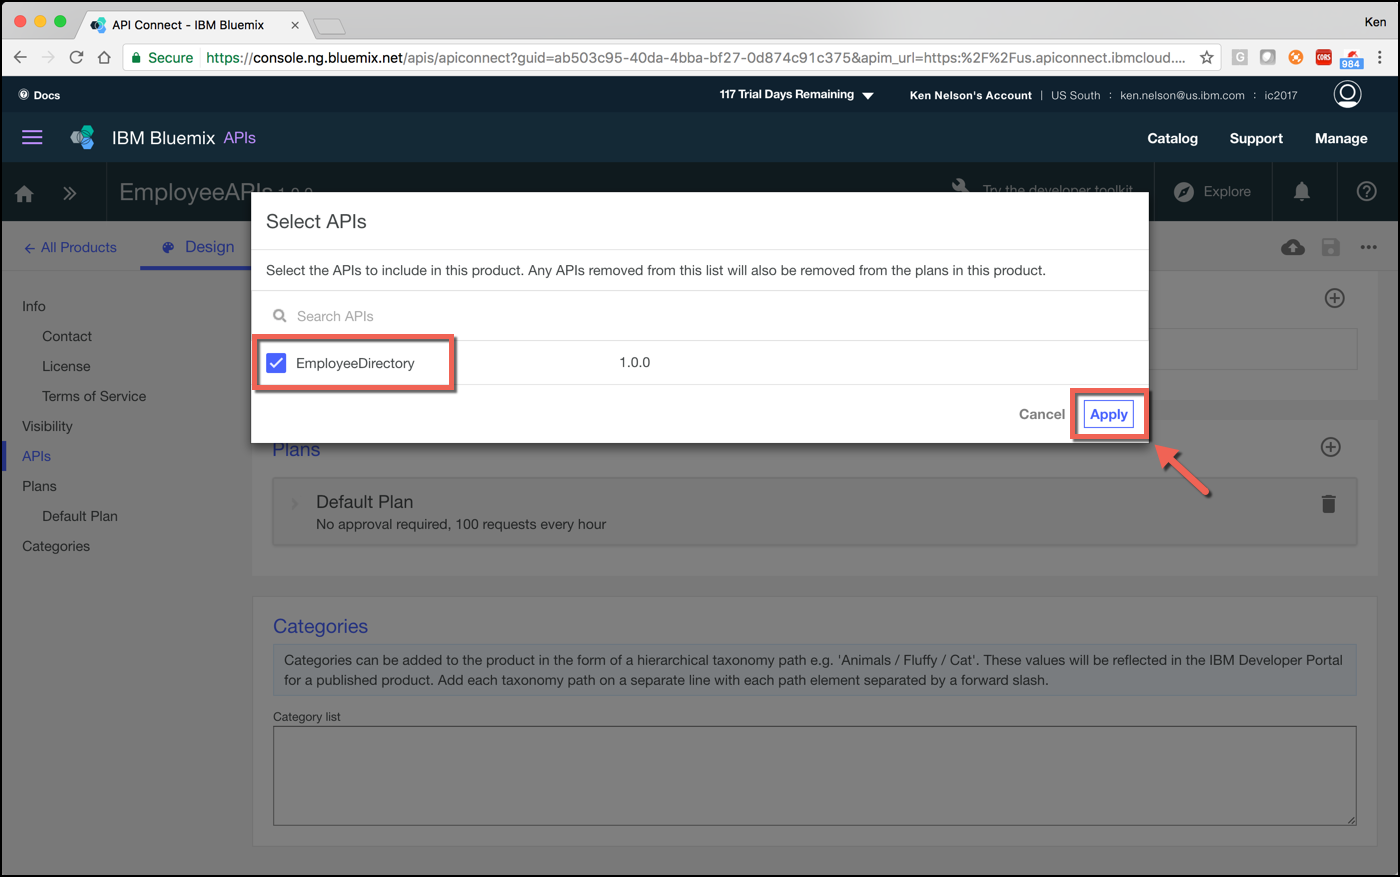 API Connect - IBM Bluemix
Ken
Secure https://console.ng.bluemix.net/apis/apiconnect?guid=ab503c95-40da-4bba-bf27-0d874c91c375&apim_url=https:%2F%2Fus.apiconnect.ibmcloud....
G
CORS
984
Docs
117 Trial Days Remaining
Ken Nelson's Account | US South : ken.nelson@us.ibm.com : ic2017
IBM Bluemix APIs
Catalog Support Manage
EmployeeAPIs 1.0.0
Try the developer toolkit
Explore
All Products
Design
Select APIs
Select the APIs to include in this product. Any APIs removed from this list will also be removed from the plans in this product.
Search APIs
EmployeeDirectory 1.0.0
Cancel Apply
Info
Contact
License
Terms of Service
Visibility
APIs
Plans
Default Plan
Categories
Plans
Default Plan
No approval required, 100 requests every hour
Categories
Categories can be added to the product in the form of a hierarchical taxonomy path e.g. 'Animals / Fluffy / Cat'. These values will be reflected in the IBM Developer Portal
for a published product. Add each taxonomy path on a separate line with each path element separated by a forward slash.
Category list